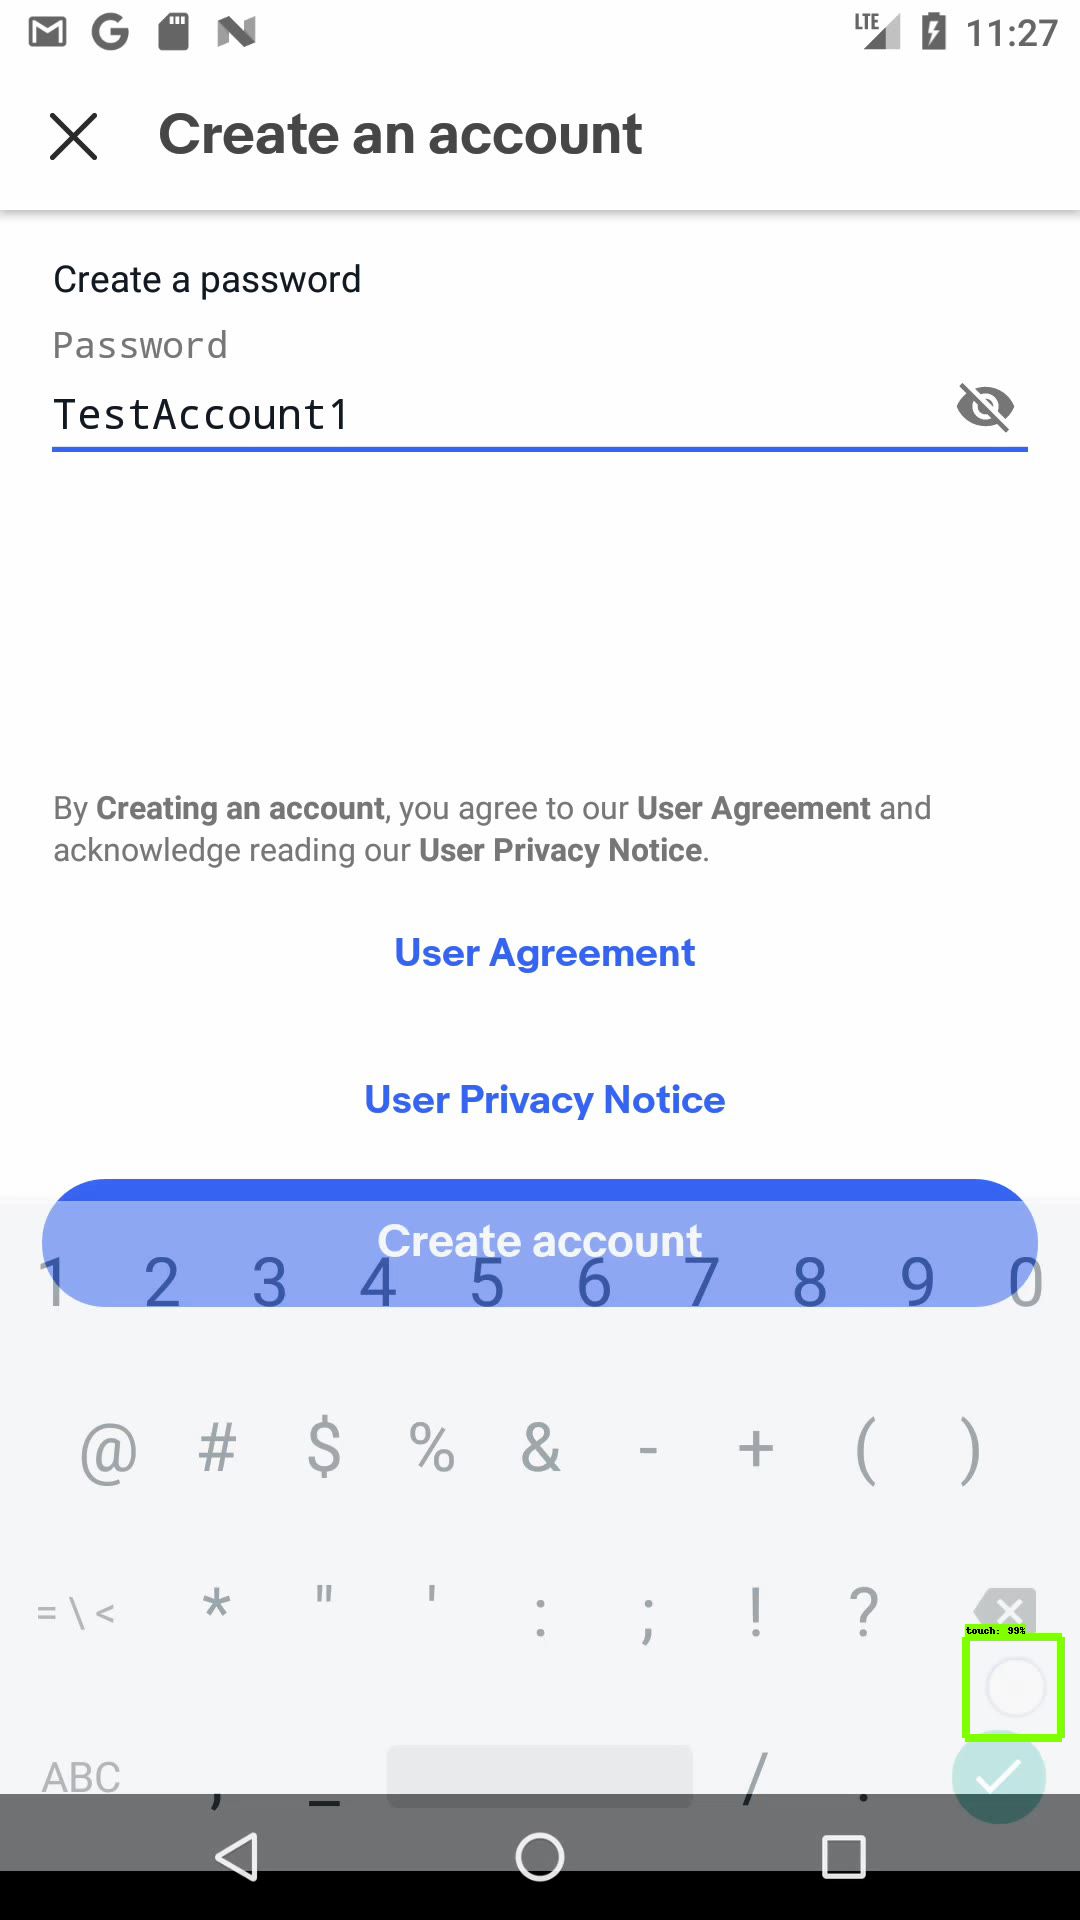 LTE 11:27
Create an account
Create a password
Password
TestAccount1
By Creating an account, you agree to our User Agreement and
acknowledge reading our User Privacy Notice.
User Agreement
User Privacy Notice
Create account
1 2 3 4 5 6 7 8 9 0
@ # $ % & - + ( )
= \ < * " ' : ; ! ?
touch: 99%
ABC , _ / .